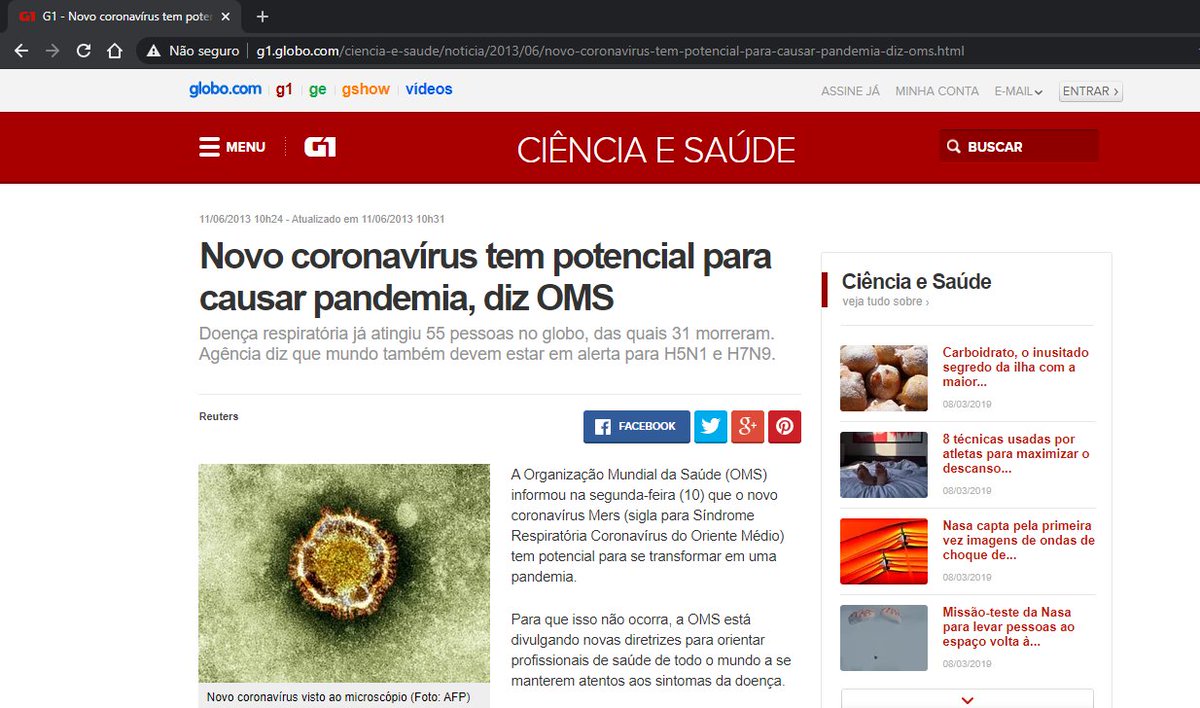 G1 - Novo coronavírus tem poter
Não seguro
g1.globo.com/ciencia-e-saude/noticia/2013/06/novo-coronavirus-tem-potencial-para-causar-pandemia-diz-oms.html
globo.com g1 ge gshow vídeos
ASSINE JÁ MINHA CONTA E-MAIL ENTRAR ›
MENU G1 CIÊNCIA E SAÚDE BUSCAR
11/06/2013 10h24 - Atualizado em 11/06/2013 10h31
Novo coronavírus tem potencial para
causar pandemia, diz OMS
Doença respiratória já atingiu 55 pessoas no globo, das quais 31 morreram.
Agência diz que mundo também devem estar em alerta para H5N1 e H7N9.
Reuters
FACEBOOK
g+
Novo coronavírus visto ao microscópio (Foto: AFP)
A Organização Mundial da Saúde (OMS)
informou na segunda-feira (10) que o novo
coronavírus Mers (sigla para Síndrome
Respiratória Coronavírus do Oriente Médio)
tem potencial para se transformar em uma
pandemia.
Para que isso não ocorra, a OMS está
divulgando novas diretrizes para orientar
profissionais de saúde de todo o mundo a se
manterem atentos aos sintomas da doença.
Ciência e Saúde
veja tudo sobre ›
Carboidrato, o inusitado
segredo da ilha com a
maior...
08/03/2019
8 técnicas usadas por
atletas para maximizar o
descanso...
08/03/2019
Nasa capta pela primeira
vez imagens de ondas de
choque de...
08/03/2019
Missão-teste da Nasa
para levar pessoas ao
espaço volta à...
08/03/2019